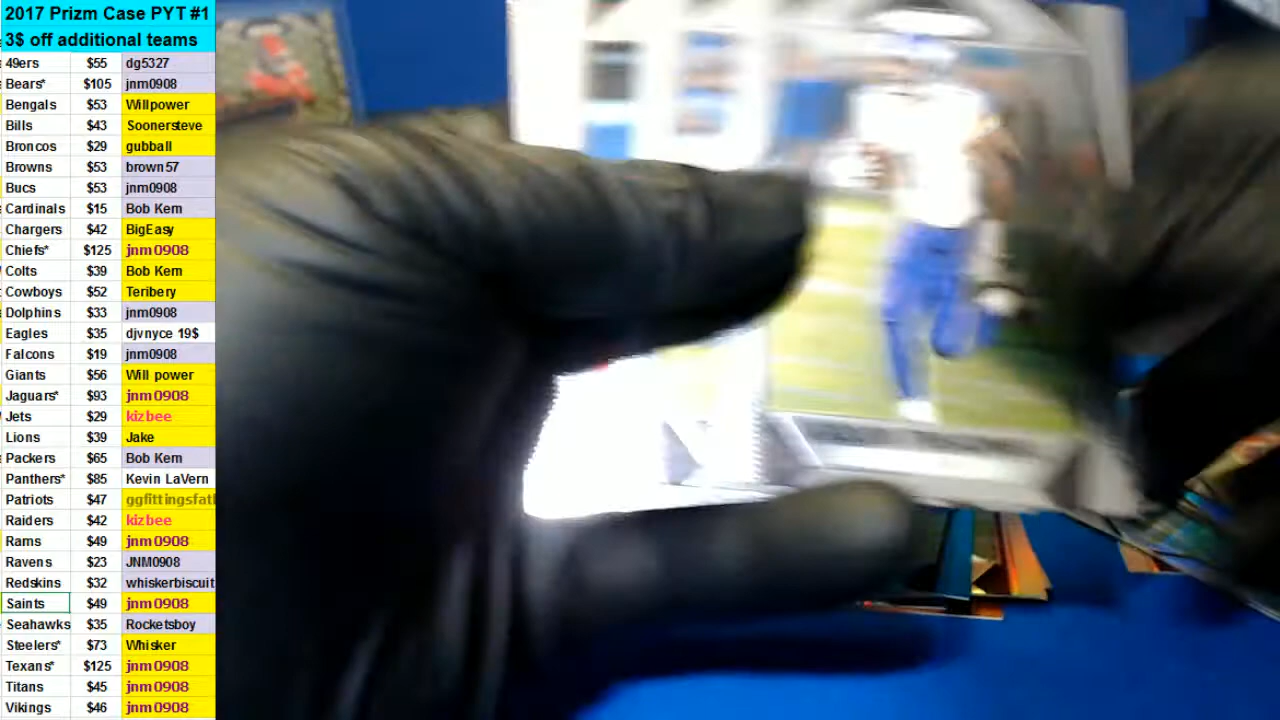 2017 Prizm Case PYT #1
3$ off additional teams
49ers $55 dg5327
Bears* $105 jnm0908
Bengals $53 Willpower
Bills $43 Soonersteve
Broncos $29 gubball
Browns $53 brown57
Bucs $53 jnm0908
Cardinals $15 Bob Kern
Chargers $42 BigEasy
Chiefs* $125 jnm0908
Colts $39 Bob Kern
Cowboys $52 Teribery
Dolphins $33 jnm0908
Eagles $35 djvnyce 19$
Falcons $19 jnm0908
Giants $56 Will power
Jaguars* $93 jnm0908
Jets $29 kizbee
Lions $39 Jake
Packers $65 Bob Kern
Panthers* $85 Kevin LaVern
Patriots $47 ggfittingsfatl
Raiders $42 kizbee
Rams $49 jnm0908
Ravens $23 JNM0908
Redskins $32 whiskerbiscuit
Saints $49 jnm0908
Seahawks $35 Rocketsboy
Steelers* $73 Whisker
Texans* $125 jnm0908
Titans $45 jnm0908
Vikings $46 jnm0908